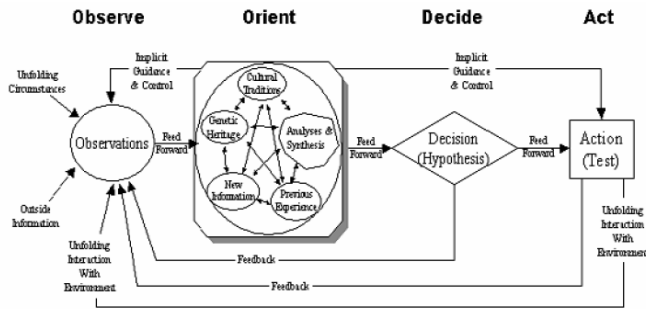 Observe
Orient
Decide
Act
Implicit
Guidance
& Control
Implicit
Guidance
& Control
Unfolding
Circumstances
Observations
Feed
Forward
Cultural
Traditions
Genetic
Heritage
Analyses &
Synthesis
New
Information
Previous
Experience
Feed
Forward
Decision
(Hypothesis)
Feed
Forward
Action
(Test)
Outside
Information
Unfolding
Interaction
With
Environment
Feedback
Feedback
Unfolding
Interaction
With
Environment